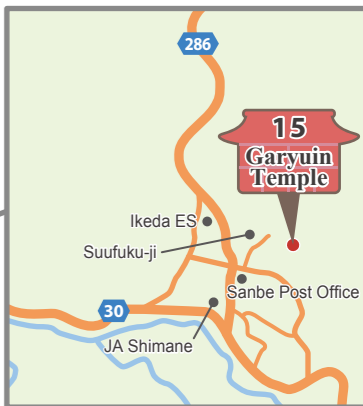 286
15
Garyuin
Temple
Ikeda ES
Suufuku-ji
Sanbe Post Office
30
JA Shimane